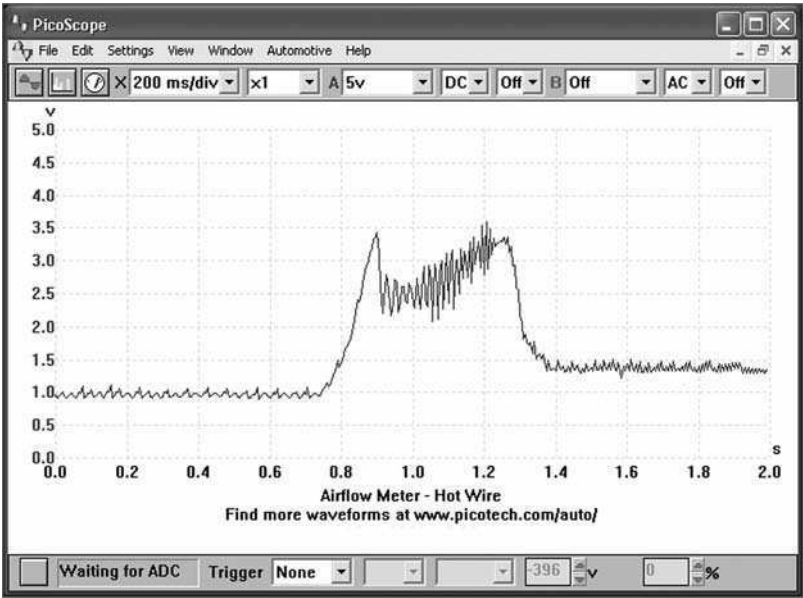 PicoScope
File Edit Settings View Window Automotive Help
X 200 ms/div x1 A 5v DC Off B Off AC Off
v
5.0
4.5
4.0
3.5
3.0
2.5
2.0
1.5
1.0
0.5
0.0
s
0.0 0.2 0.4 0.6 0.8 1.0 1.2 1.4 1.6 1.8 2.0
Airflow Meter - Hot Wire
Find more waveforms at www.picotech.com/auto/
Waiting for ADC Trigger None -396 v 0 %